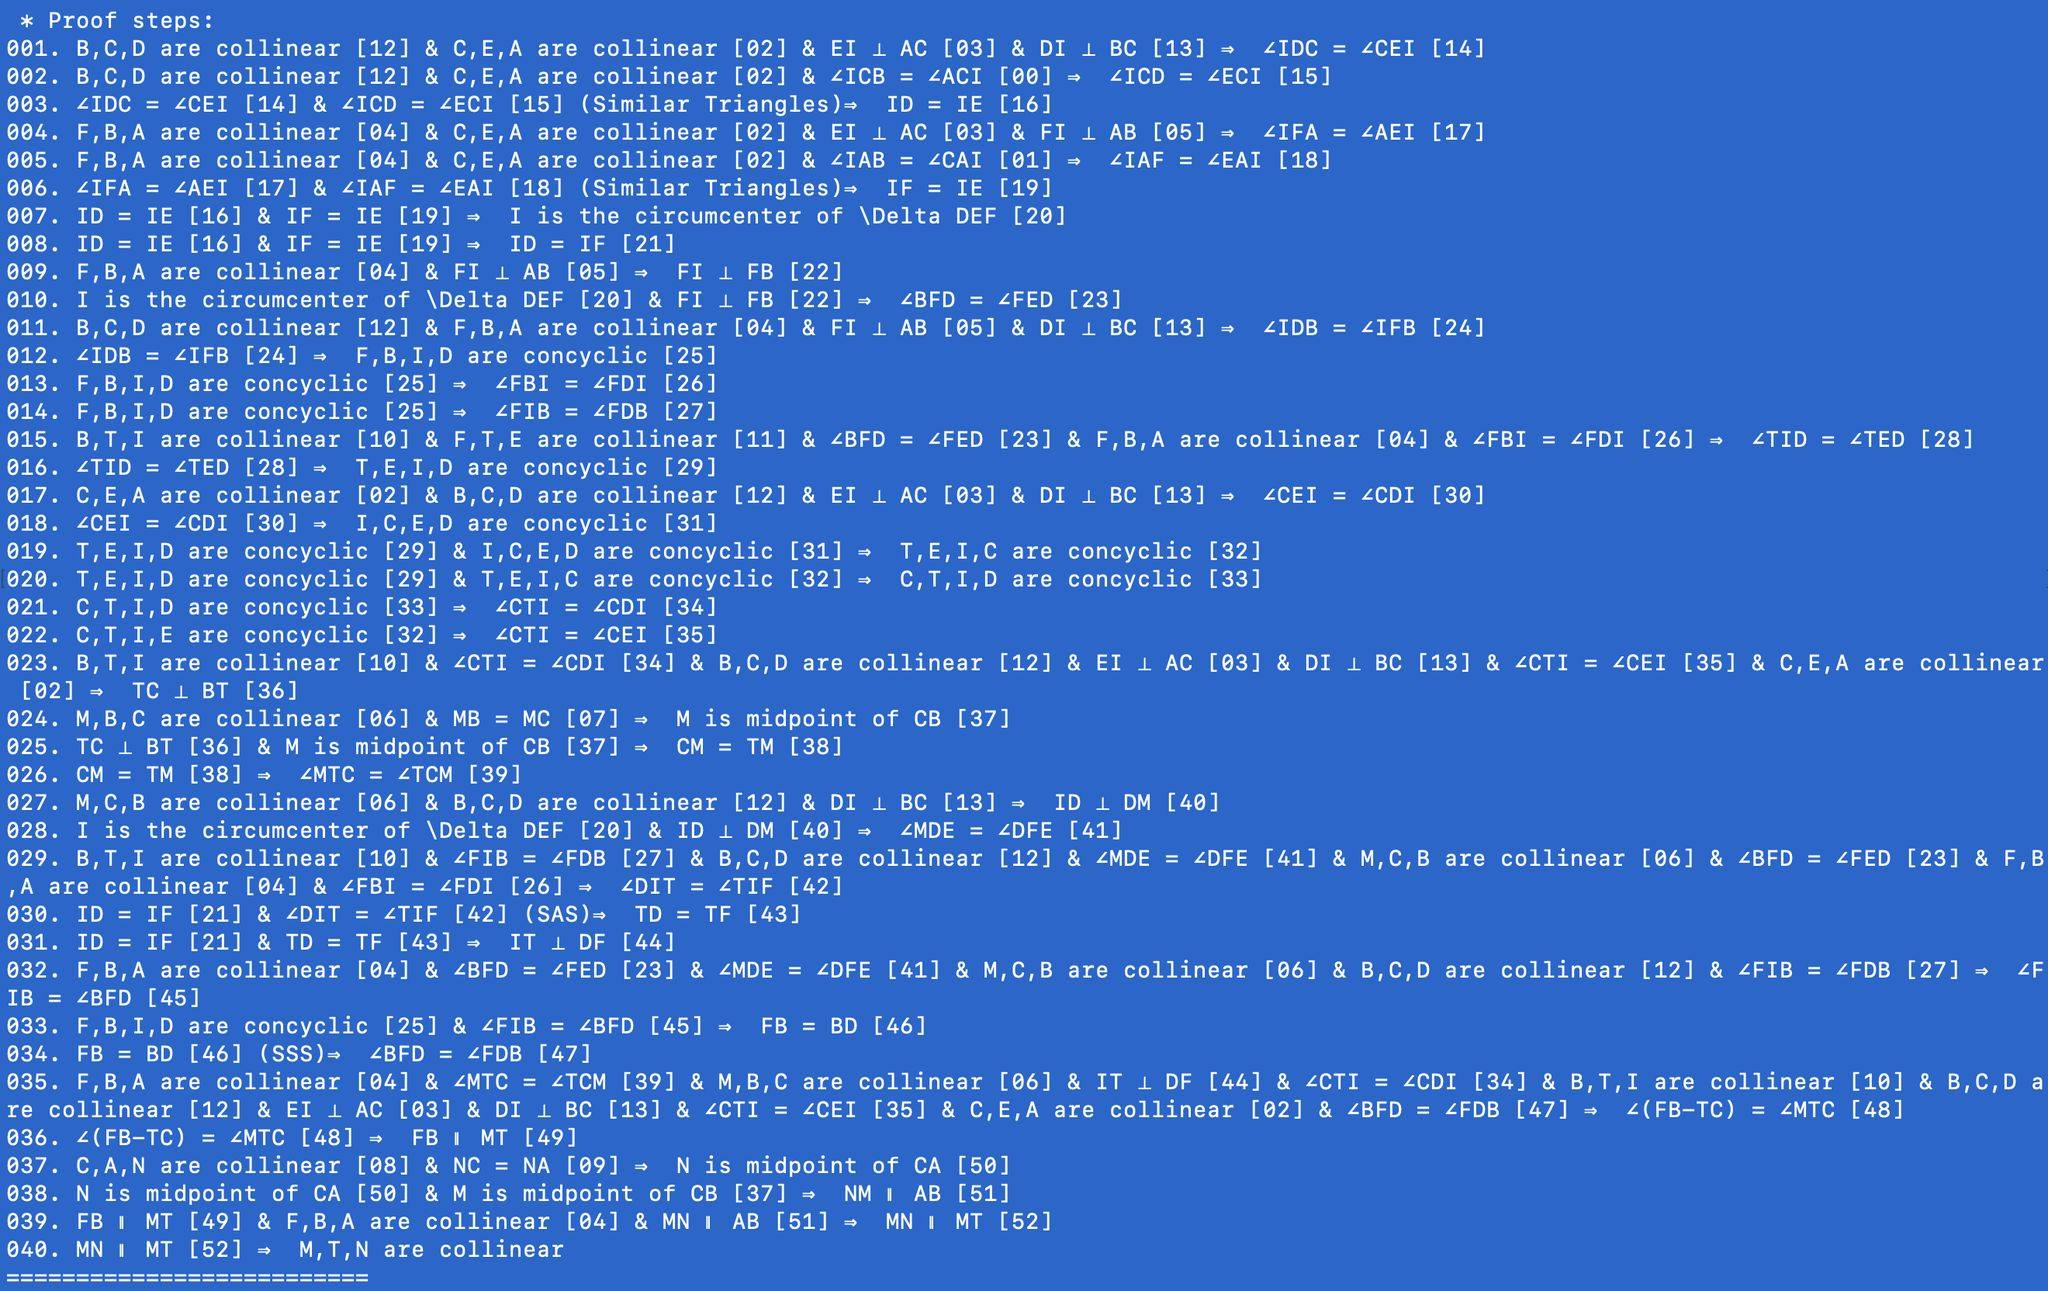 * Proof steps:
001. B,C,D are collinear [12] & C,E,A are collinear [02] & EI ⟂ AC [03] & DI ⟂ BC [13] ⇒  ∠IDC = ∠CEI [14]
002. B,C,D are collinear [12] & C,E,A are collinear [02] & ∠ICB = ∠ACI [00] ⇒  ∠ICD = ∠ECI [15]
003. ∠IDC = ∠CEI [14] & ∠ICD = ∠ECI [15] (Similar Triangles)⇒  ID = IE [16]
004. F,B,A are collinear [04] & C,E,A are collinear [02] & EI ⟂ AC [03] & FI ⟂ AB [05] ⇒  ∠IFA = ∠AEI [17]
005. F,B,A are collinear [04] & C,E,A are collinear [02] & ∠IAB = ∠CAI [01] ⇒  ∠IAF = ∠EAI [18]
006. ∠IFA = ∠AEI [17] & ∠IAF = ∠EAI [18] (Similar Triangles)⇒  IF = IE [19]
007. ID = IE [16] & IF = IE [19] ⇒  I is the circumcenter of \Delta DEF [20]
008. ID = IE [16] & IF = IE [19] ⇒  ID = IF [21]
009. F,B,A are collinear [04] & FI ⟂ AB [05] ⇒  FI ⟂ FB [22]
010. I is the circumcenter of \Delta DEF [20] & FI ⟂ FB [22] ⇒  ∠BFD = ∠FED [23]
011. B,C,D are collinear [12] & F,B,A are collinear [04] & FI ⟂ AB [05] & DI ⟂ BC [13] ⇒  ∠IDB = ∠IFB [24]
012. ∠IDB = ∠IFB [24] ⇒  F,B,I,D are concyclic [25]
013. F,B,I,D are concyclic [25] ⇒  ∠FBI = ∠FDI [26]
014. F,B,I,D are concyclic [25] ⇒  ∠FIB = ∠FDB [27]
015. B,T,I are collinear [10] & F,T,E are collinear [11] & ∠BFD = ∠FED [23] & F,B,A are collinear [04] & ∠FBI = ∠FDI [26] ⇒  ∠TID = ∠TED [28]
016. ∠TID = ∠TED [28] ⇒  T,E,I,D are concyclic [29]
017. C,E,A are collinear [02] & B,C,D are collinear [12] & EI ⟂ AC [03] & DI ⟂ BC [13] ⇒  ∠CEI = ∠CDI [30]
018. ∠CEI = ∠CDI [30] ⇒  I,C,E,D are concyclic [31]
019. T,E,I,D are concyclic [29] & I,C,E,D are concyclic [31] ⇒  T,E,I,C are concyclic [32]
020. T,E,I,D are concyclic [29] & T,E,I,C are concyclic [32] ⇒  C,T,I,D are concyclic [33]
021. C,T,I,D are concyclic [33] ⇒  ∠CTI = ∠CDI [34]
022. C,T,I,E are concyclic [32] ⇒  ∠CTI = ∠CEI [35]
023. B,T,I are collinear [10] & ∠CTI = ∠CDI [34] & B,C,D are collinear [12] & EI ⟂ AC [03] & DI ⟂ BC [13] & ∠CTI = ∠CEI [35] & C,E,A are collinear
[02] ⇒  TC ⟂ BT [36]
024. M,B,C are collinear [06] & MB = MC [07] ⇒  M is midpoint of CB [37]
025. TC ⟂ BT [36] & M is midpoint of CB [37] ⇒  CM = TM [38]
026. CM = TM [38] ⇒  ∠MTC = ∠TCM [39]
027. M,C,B are collinear [06] & B,C,D are collinear [12] & DI ⟂ BC [13] ⇒  ID ⟂ DM [40]
028. I is the circumcenter of \Delta DEF [20] & ID ⟂ DM [40] ⇒  ∠MDE = ∠DFE [41]
029. B,T,I are collinear [10] & ∠FIB = ∠FDB [27] & B,C,D are collinear [12] & ∠MDE = ∠DFE [41] & M,C,B are collinear [06] & ∠BFD = ∠FED [23] & F,B
,A are collinear [04] & ∠FBI = ∠FDI [26] ⇒  ∠DIT = ∠TIF [42]
030. ID = IF [21] & ∠DIT = ∠TIF [42] (SAS)⇒  TD = TF [43]
031. ID = IF [21] & TD = TF [43] ⇒  IT ⟂ DF [44]
032. F,B,A are collinear [04] & ∠BFD = ∠FED [23] & ∠MDE = ∠DFE [41] & M,C,B are collinear [06] & B,C,D are collinear [12] & ∠FIB = ∠FDB [27] ⇒  ∠F
IB = ∠BFD [45]
033. F,B,I,D are concyclic [25] & ∠FIB = ∠BFD [45] ⇒  FB = BD [46]
034. FB = BD [46] (SSS)⇒  ∠BFD = ∠FDB [47]
035. F,B,A are collinear [04] & ∠MTC = ∠TCM [39] & M,B,C are collinear [06] & IT ⟂ DF [44] & ∠CTI = ∠CDI [34] & B,T,I are collinear [10] & B,C,D a
re collinear [12] & EI ⟂ AC [03] & DI ⟂ BC [13] & ∠CTI = ∠CEI [35] & C,E,A are collinear [02] & ∠BFD = ∠FDB [47] ⇒  ∠(FB-TC) = ∠MTC [48]
036. ∠(FB-TC) = ∠MTC [48] ⇒  FB ∥ MT [49]
037. C,A,N are collinear [08] & NC = NA [09] ⇒  N is midpoint of CA [50]
038. N is midpoint of CA [50] & M is midpoint of CB [37] ⇒  NM ∥ AB [51]
039. FB ∥ MT [49] & F,B,A are collinear [04] & MN ∥ AB [51] ⇒  MN ∥ MT [52]
040. MN ∥ MT [52] ⇒  M,T,N are collinear
==========================